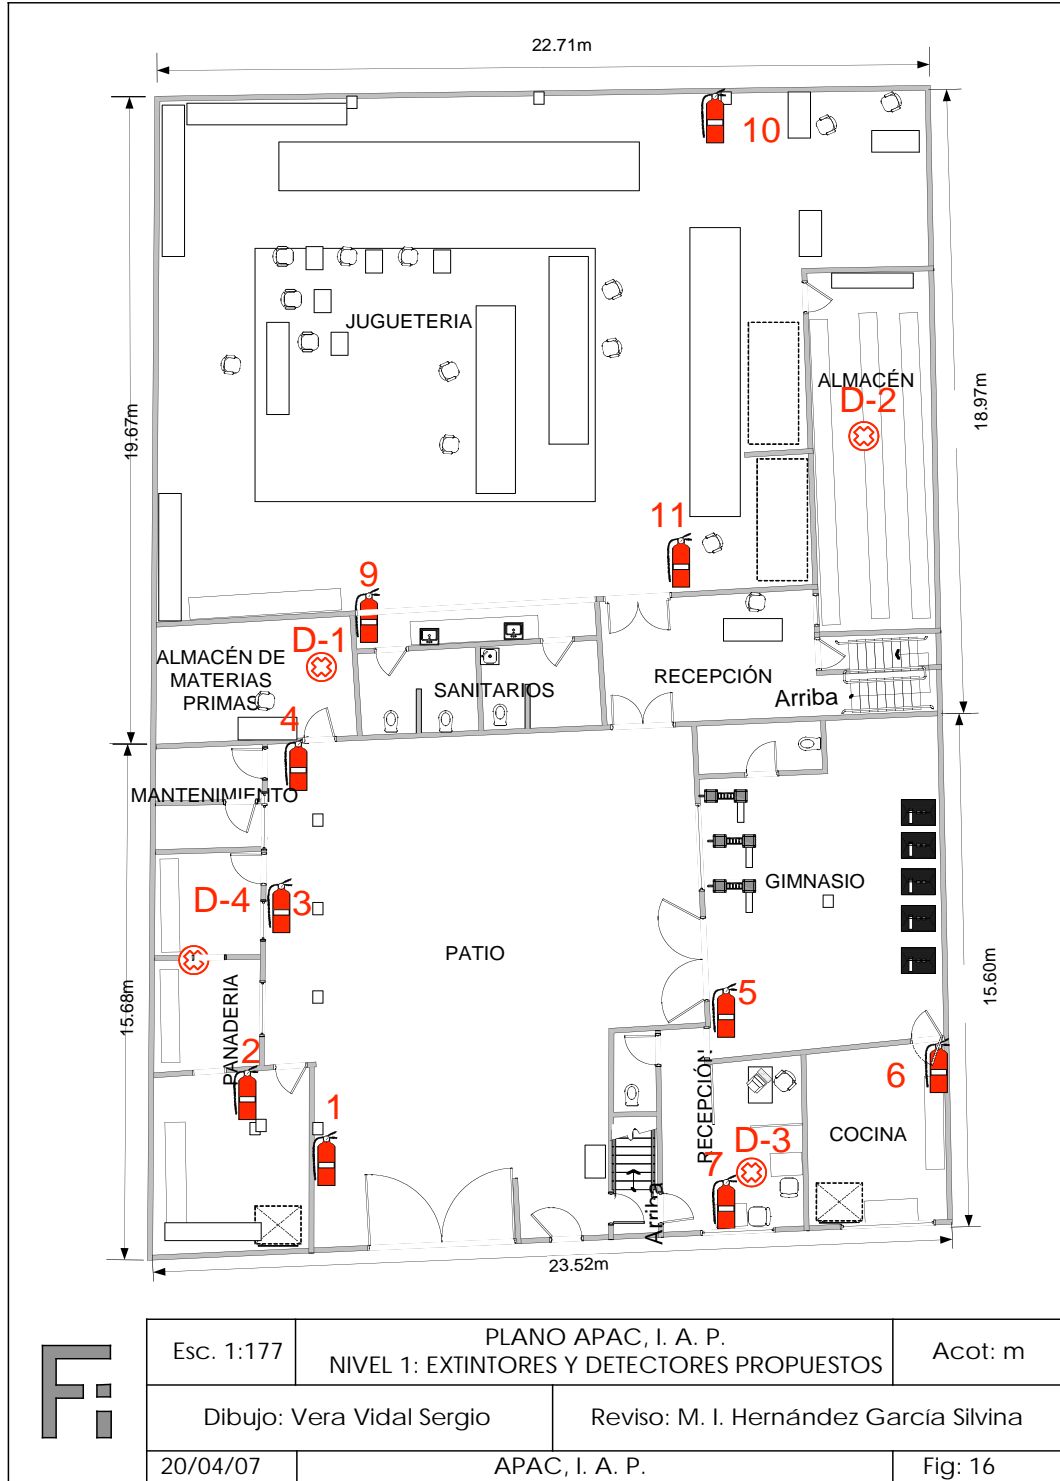 22.71m
10
19.67m
18.97m
JUGUETERIA
ALMACÉN
D-2
11
9
D-1
ALMACÉN DE
MATERIAS
PRIMAS
SANITARIOS
RECEPCIÓN
Arriba
4
MANTENIMIENTO
GIMNASIO
D-4
3
PATIO
15.68m
15.60m
PANADERIA
5
2
RECEPCIÓN
6
1
COCINA
D-3
7
Arriba
23.52m
Fi
Esc. 1:177
PLANO APAC, I. A. P.
NIVEL 1: EXTINTORES Y DETECTORES PROPUESTOS
Acot: m
Dibujo: Vera Vidal Sergio
Reviso: M. I. Hernández García Silvina
20/04/07
APAC, I. A. P.
Fig: 16